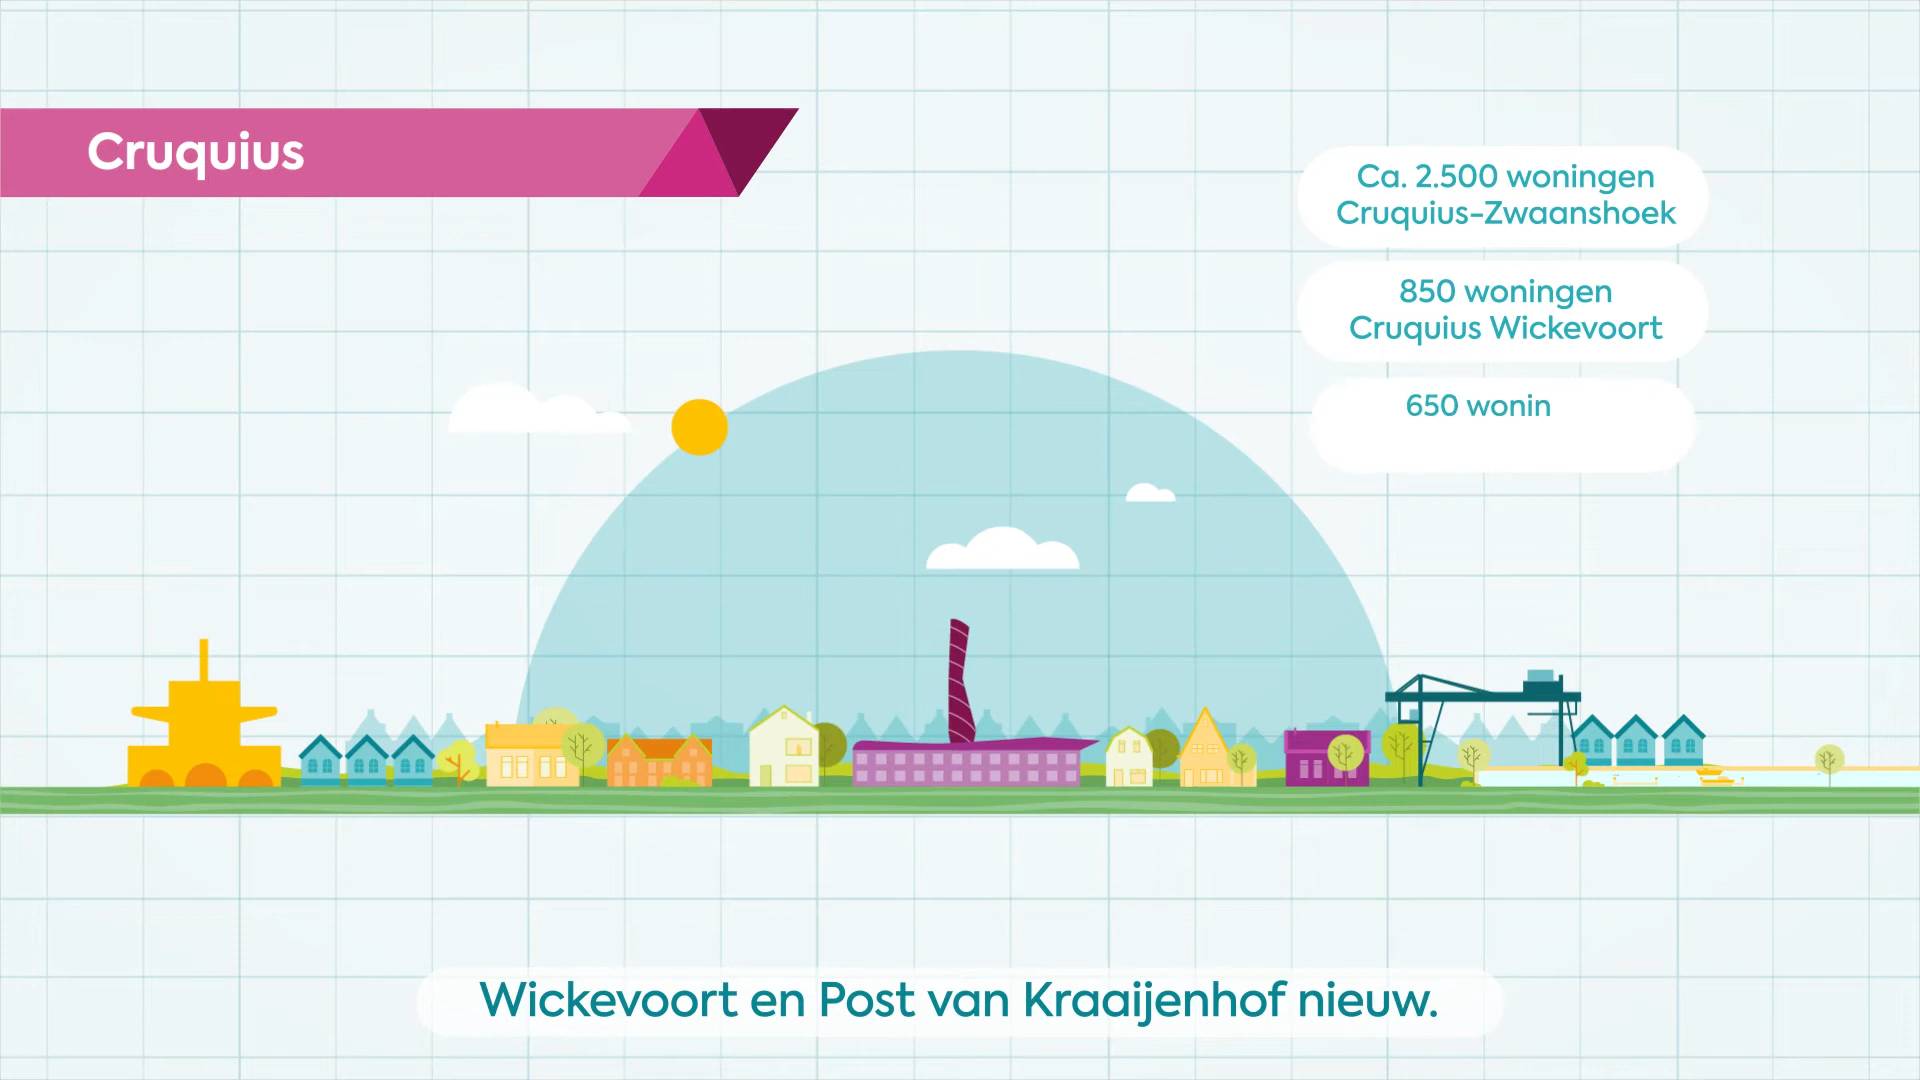 Cruquius
Ca. 2.500 woningen
Cruquius-Zwaanshoek
850 woningen
Cruquius Wickevoort
650 wonin
Wickevoort en Post van Kraaijenhof nieuw.